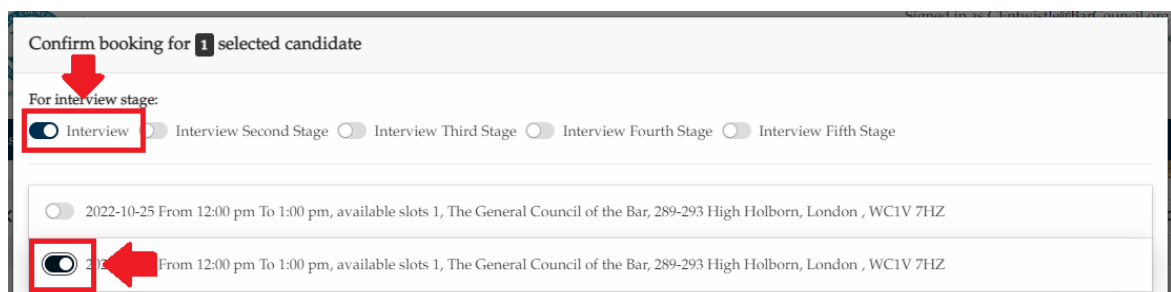 Signed in as CEntwistle@BarCouncil.org
Confirm booking for 1 selected candidate
For interview stage:
Interview Interview Second Stage Interview Third Stage Interview Fourth Stage Interview Fifth Stage
2022-10-25 From 12:00 pm To 1:00 pm, available slots 1, The General Council of the Bar, 289-293 High Holborn, London , WC1V 7HZ
From 12:00 pm To 1:00 pm, available slots 1, The General Council of the Bar, 289-293 High Holborn, London , WC1V 7HZ